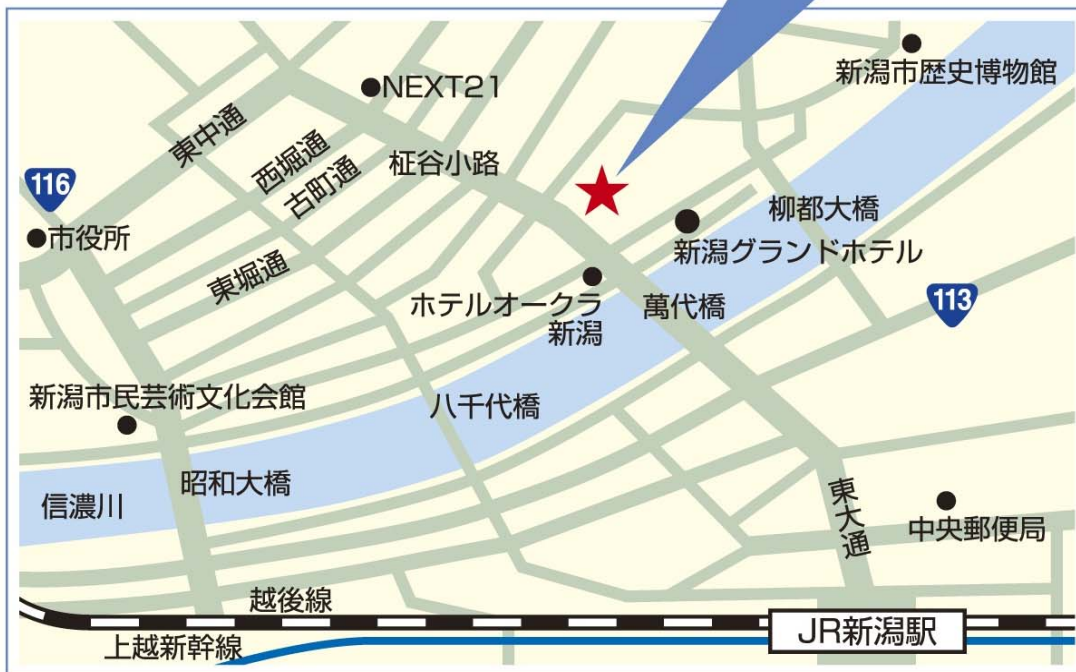 新潟市歴史博物館
NEXT21
東中通
西堀通
古町通
柾谷小路
116
市役所
東堀通
柳都大橋
新潟グランドホテル
ホテルオークラ
新潟
萬代橋
113
新潟市民芸術文化会館
八千代橋
昭和大橋
信濃川
東大通
中央郵便局
越後線
JR新潟駅
上越新幹線